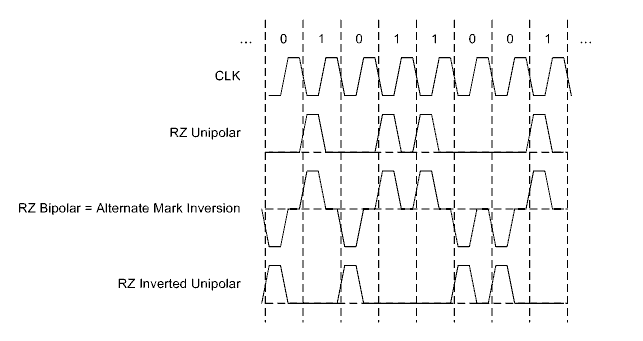 ... 0 1 0 1 1 0 0 1 ...
CLK
RZ Unipolar
RZ Bipolar = Alternate Mark Inversion
RZ Inverted Unipolar